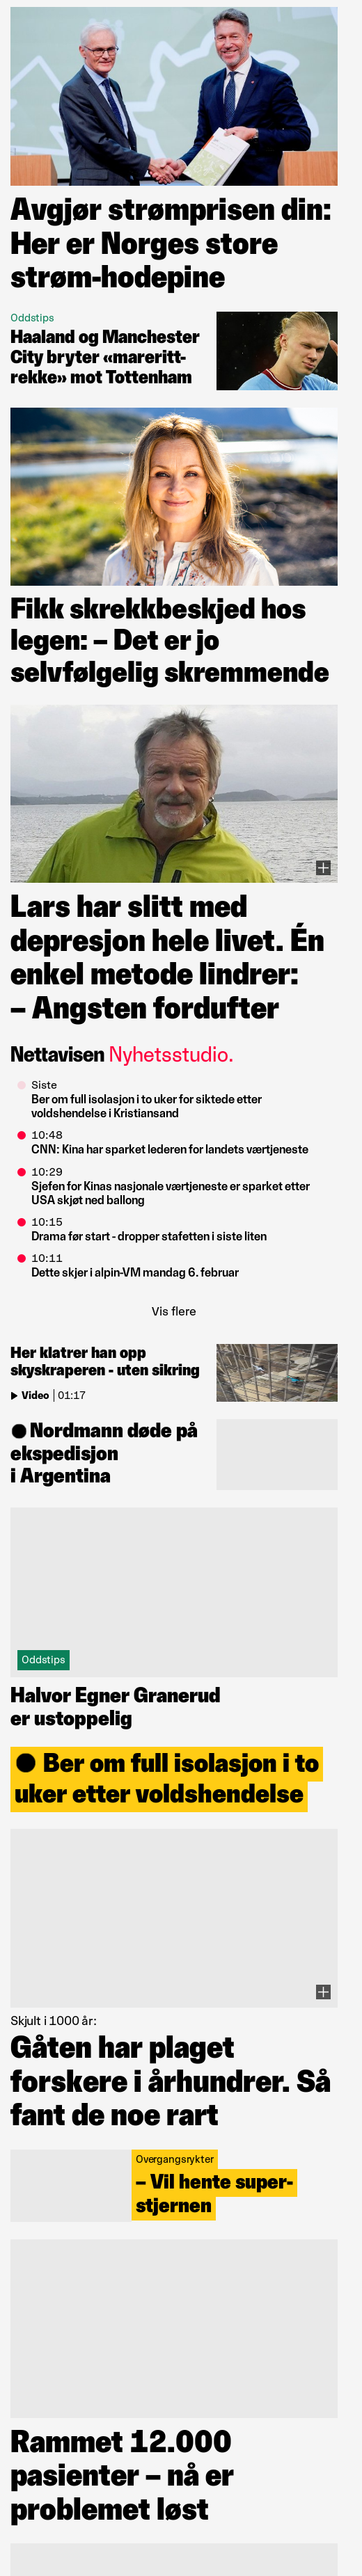 Avgjør strømprisen din:
Her er Norges store
strøm-hodepine
Oddstips
Haaland og Manchester
City bryter «mareritt-
rekke» mot Tottenham
Fikk skrekkbeskjed hos
legen: – Det er jo
selvfølgelig skremmende
Lars har slitt med
depresjon hele livet. Én
enkel metode lindrer:
– Angsten fordufter
Nettavisen Nyhetsstudio.
Siste
Ber om full isolasjon i to uker for siktede etter
voldshendelse i Kristiansand
10:48
CNN: Kina har sparket lederen for landets værtjeneste
10:29
Sjefen for Kinas nasjonale værtjeneste er sparket etter
USA skjøt ned ballong
10:15
Drama før start - dropper stafetten i siste liten
10:11
Dette skjer i alpin-VM mandag 6. februar
Vis flere
Her klatrer han opp
skyskraperen - uten sikring
Video | 01:17
Nordmann døde på
ekspedisjon
i Argentina
Oddstips
Halvor Egner Granerud
er ustoppelig
Ber om full isolasjon i to
uker etter voldshendelse
Skjult i 1000 år:
Gåten har plaget
forskere i århundrer. Så
fant de noe rart
Overgangsrykter
– Vil hente super-
stjernen
Rammet 12.000
pasienter – nå er
problemet løst